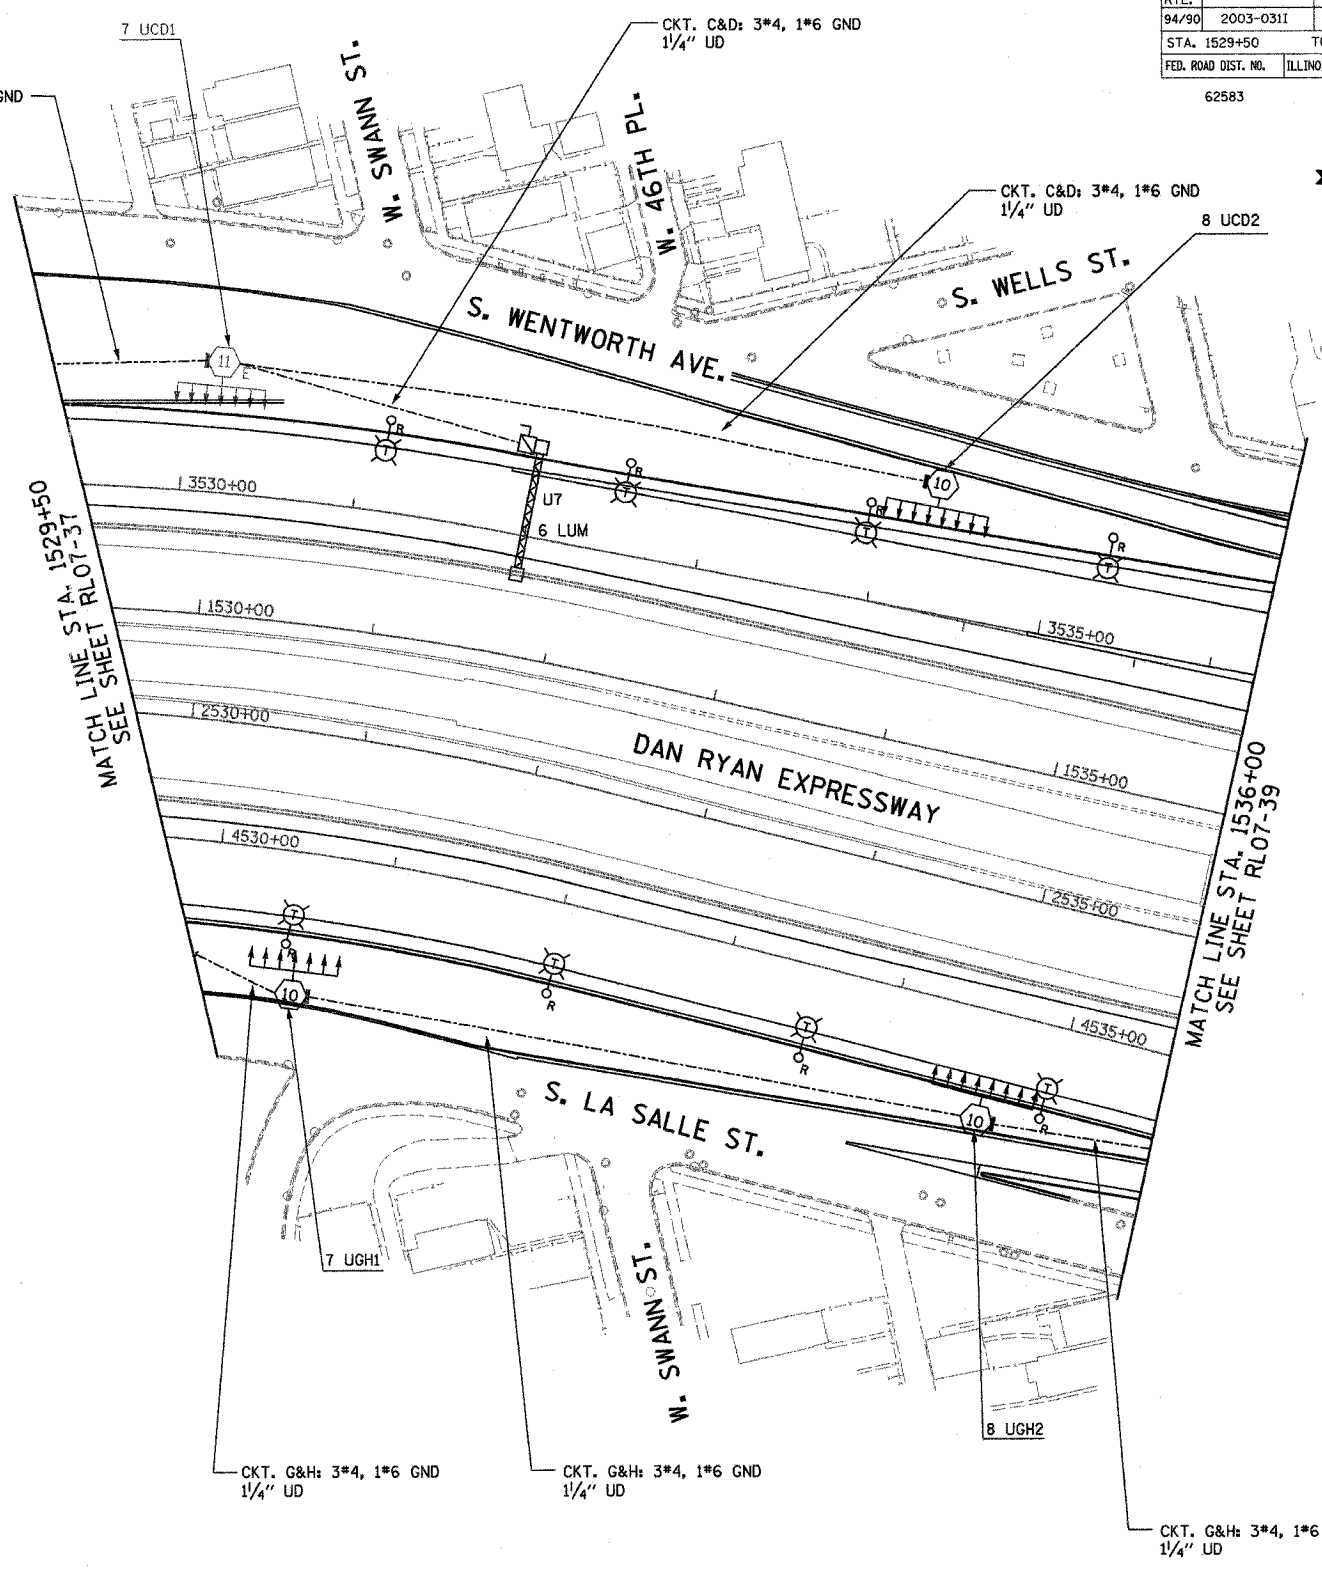 RTE.
94/90 2003-031I
STA. 1529+50 TO
FED. ROAD DIST. NO. ILLINO
62583
7 UCD1
CKT. C&D: 3#4, 1#6 GND
1¼" UD
GND
W. SWANN ST.
W. 46TH PL.
CKT. C&D: 3#4, 1#6 GND
1¼" UD
8 UCD2
S. WELLS ST.
S. WENTWORTH AVE.
11
E
R
T
R
T
R
T
R
T
10
U7
6 LUM
3530+00
3535+00
1530+00
1535+00
2530+00
2535+00
DAN RYAN EXPRESSWAY
4530+00
4535+00
MATCH LINE STA. 1529+50
SEE SHEET RL07-37
MATCH LINE STA. 1536+00
SEE SHEET RL07-39
T
R
T
R
T
R
T
R
10
10
S. LA SALLE ST.
7 UGH1
W. SWANN ST.
8 UGH2
CKT. G&H: 3#4, 1#6 GND
1¼" UD
CKT. G&H: 3#4, 1#6 GND
1¼" UD
CKT. G&H: 3#4, 1#6
1¼" UD